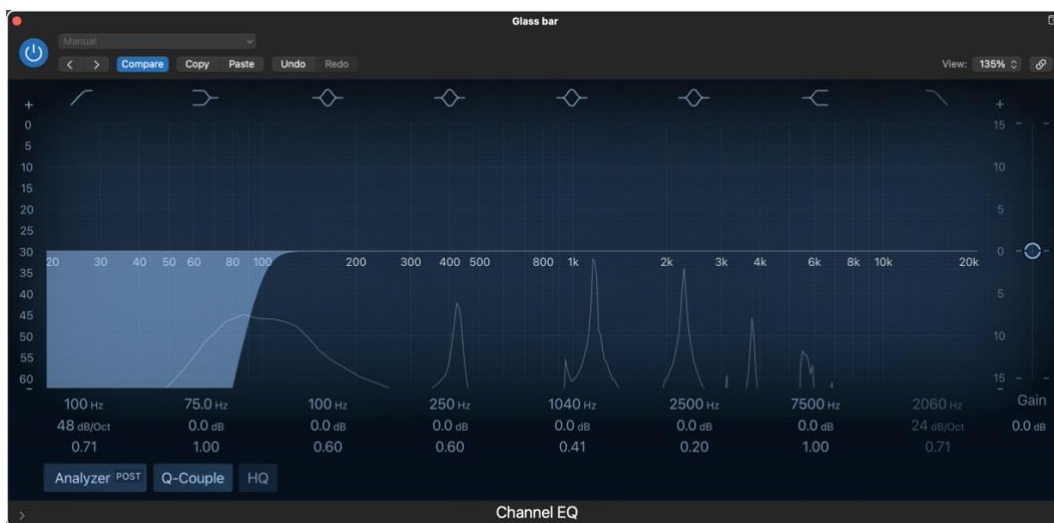 Glass bar
Manual
Compare Copy Paste Undo Redo View: 135%
+ +
0 15
5
10 10
15
20 5
25
30 0
20 30 40 50 60 80 100 200 300 400 500 800 1k 2k 3k 4k 6k 8k 10k 20k
35
40 5
45
50 10
55
60 15
- -
100 Hz 75.0 Hz 100 Hz 250 Hz 1040 Hz 2500 Hz 7500 Hz 2060 Hz Gain
48 dB/Oct 0.0 dB 0.0 dB 0.0 dB 0.0 dB 0.0 dB 0.0 dB 24 dB/Oct 0.0 dB
0.71 1.00 0.60 0.60 0.41 0.20 1.00 0.71
Analyzer POST Q-Couple HQ
Channel EQ